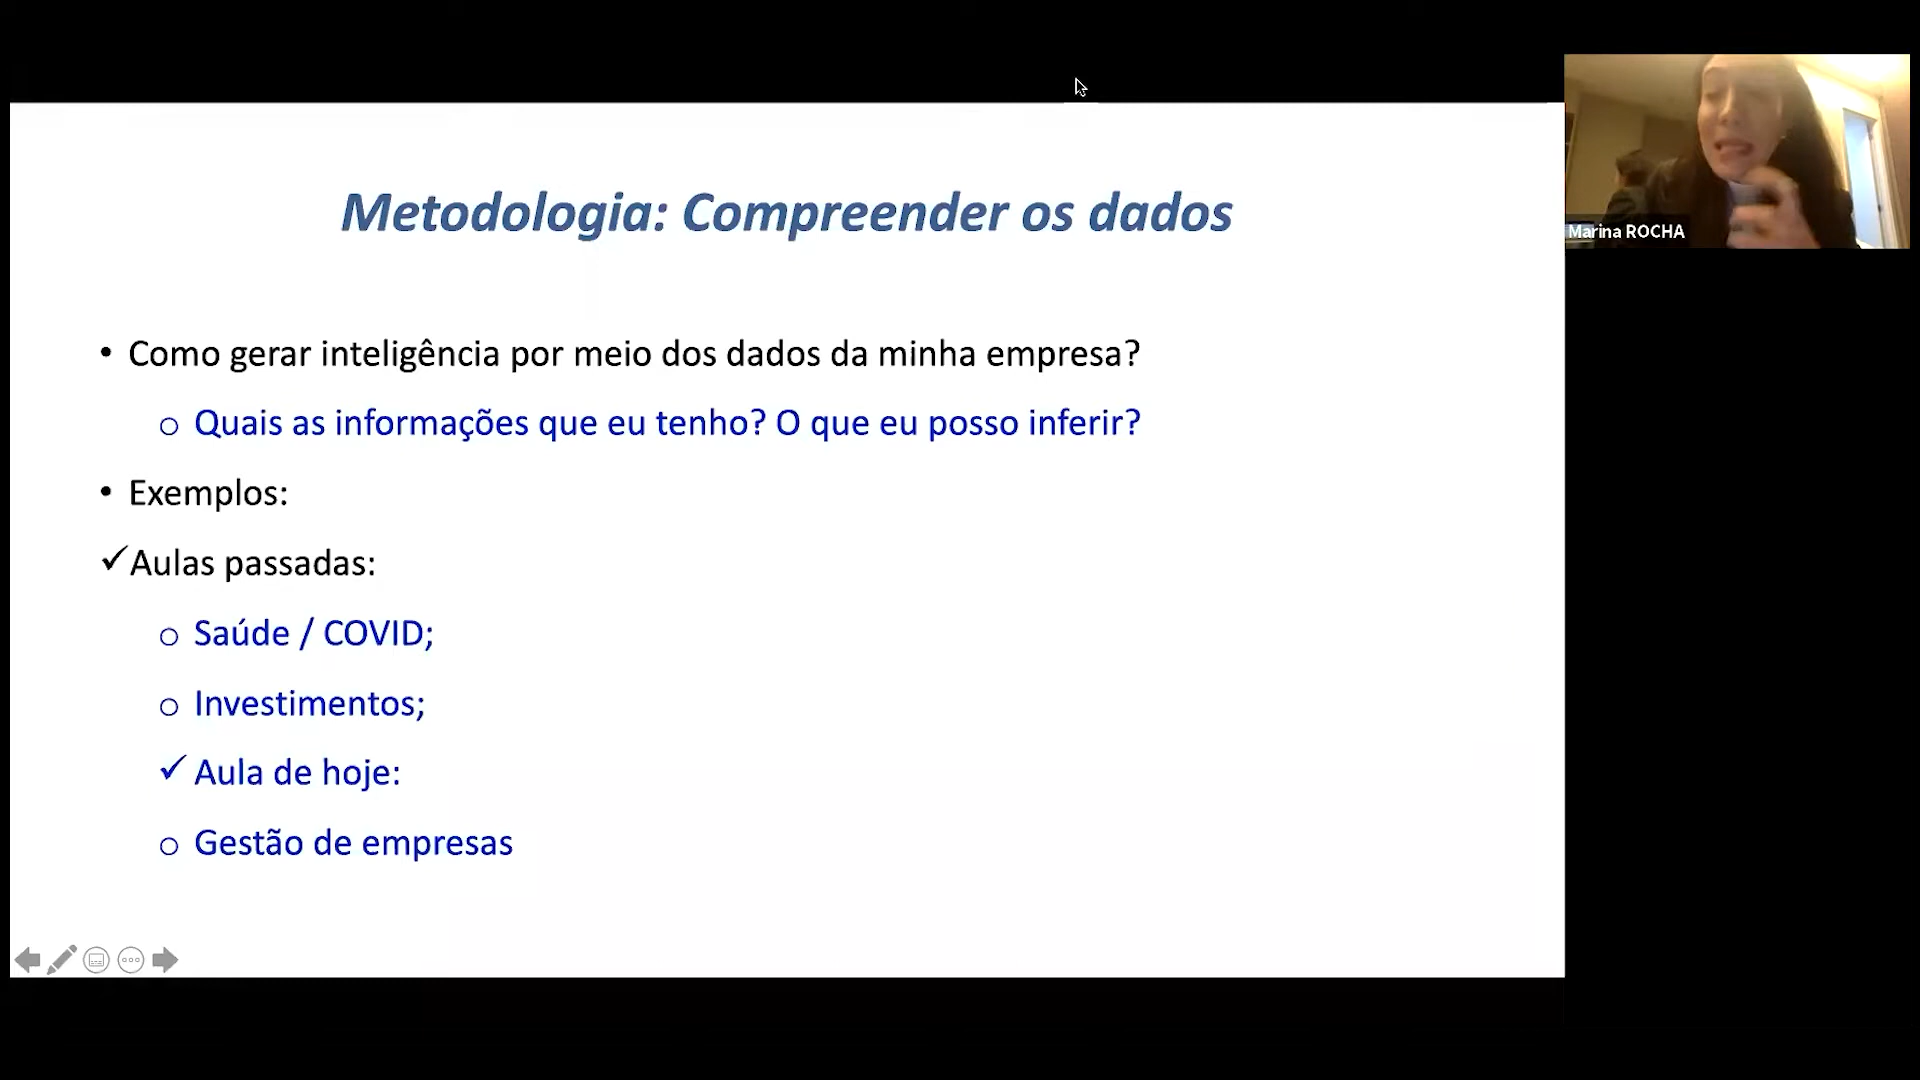 Metodologia: Compreender os dados
Marina ROCHA
• Como gerar inteligência por meio dos dados da minha empresa?
o Quais as informações que eu tenho? O que eu posso inferir?
• Exemplos:
✓Aulas passadas:
o Saúde / COVID;
o Investimentos;
✓ Aula de hoje:
o Gestão de empresas